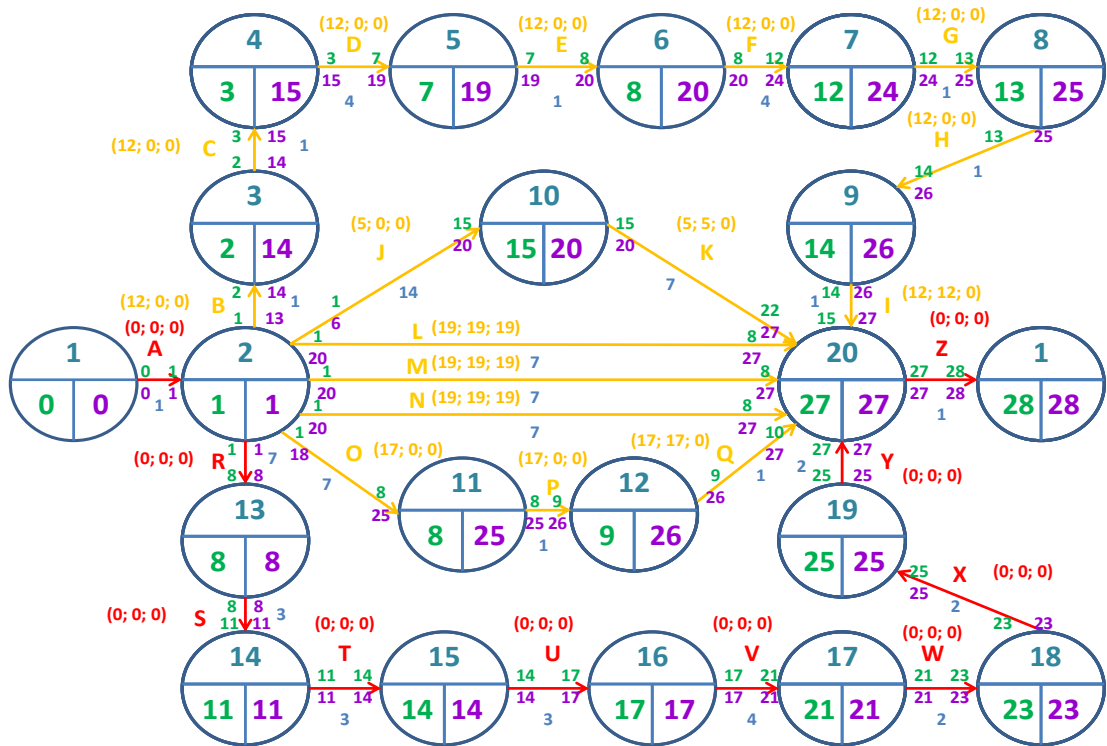 (12; 0; 0) (12; 0; 0) (12; 0; 0) (12; 0; 0)
4 D 5 E 6 F 7 G 8
3 7 7 8 8 12 12 13
3 15 15 19 7 19 19 20 8 20 20 24 12 24 24 25 13 25
4 1 4 1
(12; 0; 0) C 3 15 1
2 14
(12; 0; 0) H 13 25
14 1
26
3 10 9
(5; 0; 0) 15 15 (5; 5; 0)
2 14 J 20 15 20 20 K 14 26
14 7
(12; 0; 0) B 2 14 1
1 13
1
6
1 14 26 I (12; 12; 0)
15 27
22
27
(0; 0; 0) (0; 0; 0)
1 A 2 1 L (19; 19; 19) 8 20 Z 1
20 27
0 1 M (19; 19; 19) 7 27 28
0 0 0 1 1 1 1 8 27 27 27 28 28 28
1 20 27 1
1 N (19; 19; 19) 7 8
20 7 27
(0; 0; 0) R 1 1 7
8 8
1 O (17; 0; 0) (17; 0; 0) (17; 17; 0) Q 10 2 27 27 Y (0; 0; 0)
18 27 25 25
7 P 1
13 8 11 8 9 12 9 19
25 26
8 8 8 25 25 26 9 26 25 25
1
25 X (0; 0; 0)
25 2
23 23
(0; 0; 0) S 8 8 3
11 11
(0; 0; 0) (0; 0; 0) (0; 0; 0) (0; 0; 0)
14 T 15 U 16 V 17 W 18
11 14 14 17 17 21 21 23
11 11 11 14 14 14 14 17 17 17 17 21 21 21 21 23 23 23
3 3 4 2